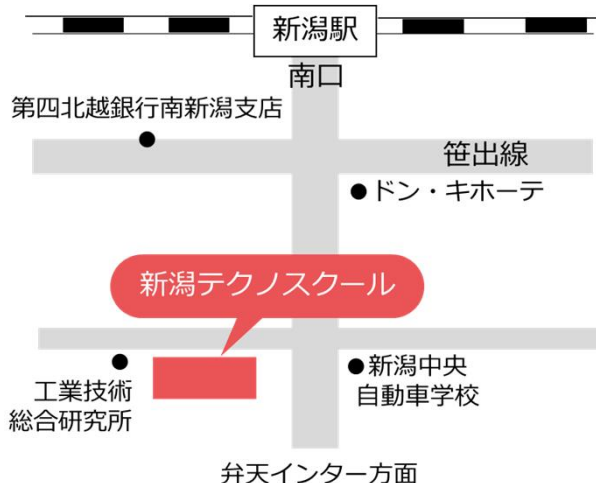 新潟駅
南口
第四北越銀行南新潟支店
笹出線
ドン・キホーテ
新潟テクノスクール
工業技術
総合研究所
新潟中央
自動車学校
弁天インター方面